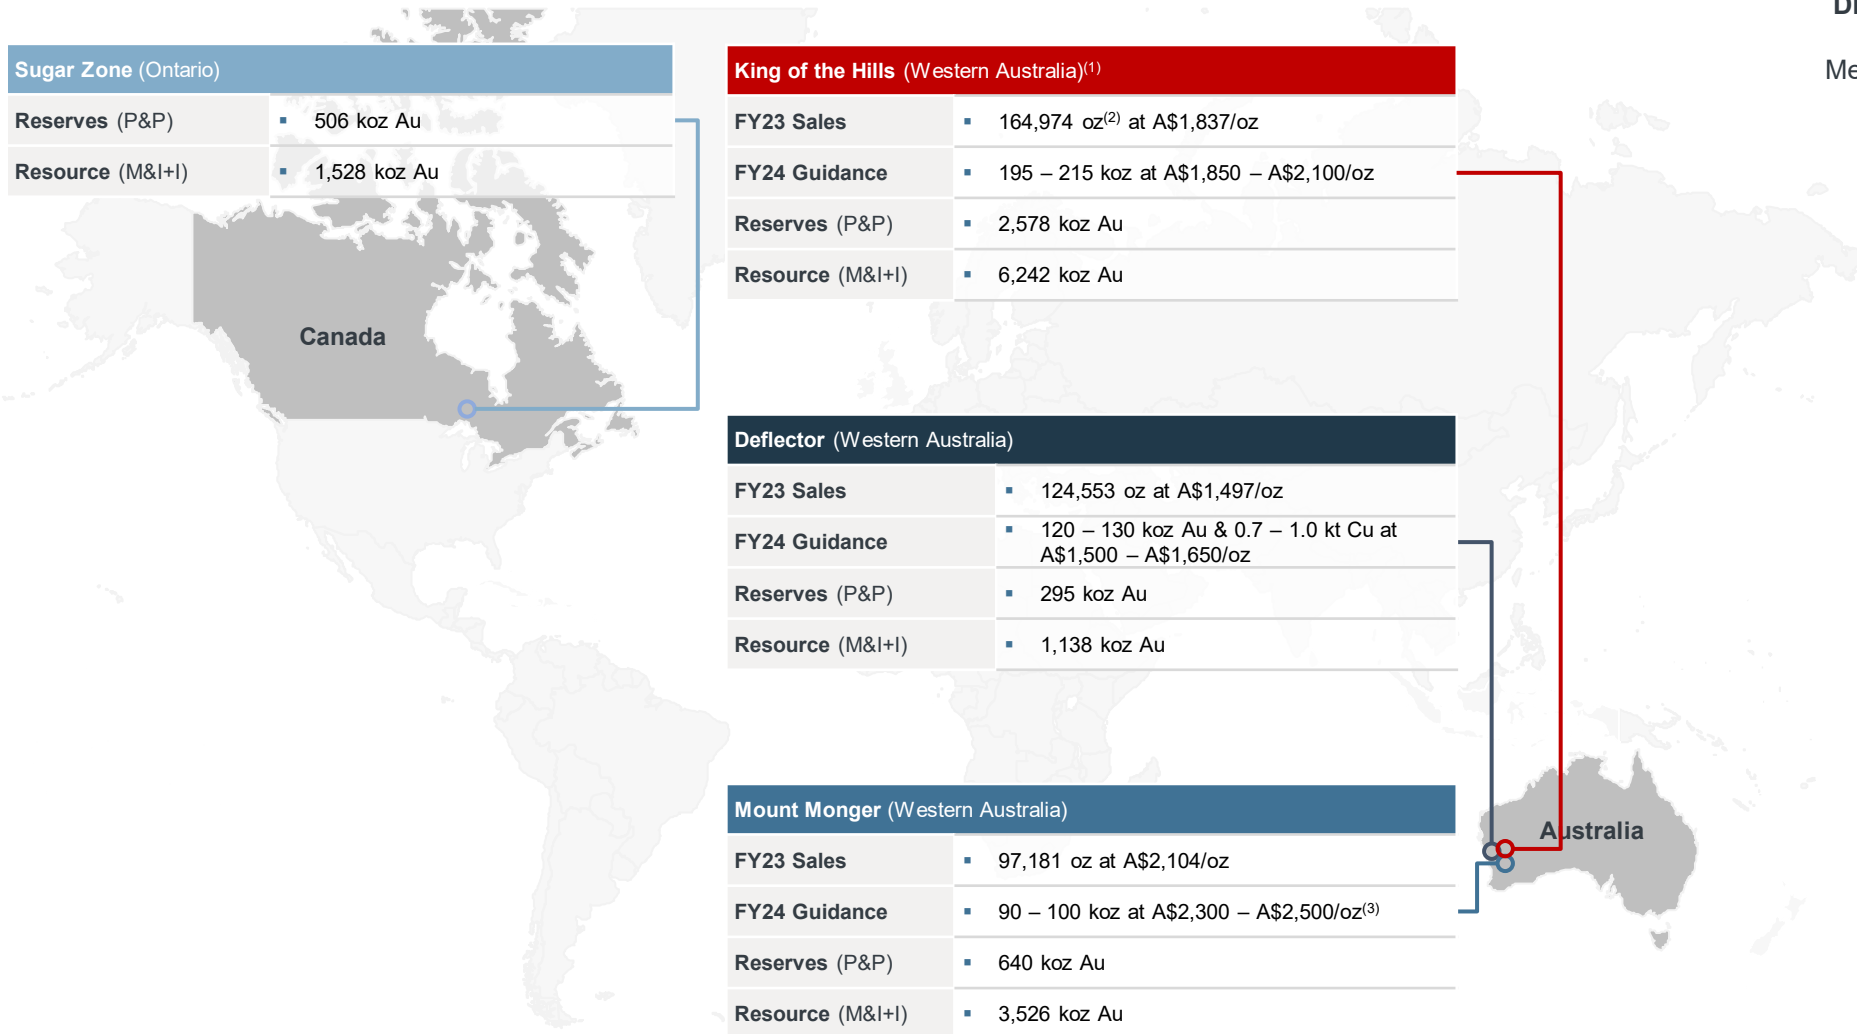 Sugar Zone (Ontario)
Reserves (P&P) ▪ 506 koz Au
Resource (M&I+I) ▪ 1,528 koz Au
King of the Hills (Western Australia)(1)
FY23 Sales ▪ 164,974 oz(2) at A$1,837/oz
FY24 Guidance ▪ 195 – 215 koz at A$1,850 – A$2,100/oz
Reserves (P&P) ▪ 2,578 koz Au
Resource (M&I+I) ▪ 6,242 koz Au
Canada
Deflector (Western Australia)
FY23 Sales ▪ 124,553 oz at A$1,497/oz
FY24 Guidance ▪ 120 – 130 koz Au & 0.7 – 1.0 kt Cu at
A$1,500 – A$1,650/oz
Reserves (P&P) ▪ 295 koz Au
Resource (M&I+I) ▪ 1,138 koz Au
Mount Monger (Western Australia)
FY23 Sales ▪ 97,181 oz at A$2,104/oz
FY24 Guidance ▪ 90 – 100 koz at A$2,300 – A$2,500/oz(3)
Reserves (P&P) ▪ 640 koz Au
Resource (M&I+I) ▪ 3,526 koz Au
Australia